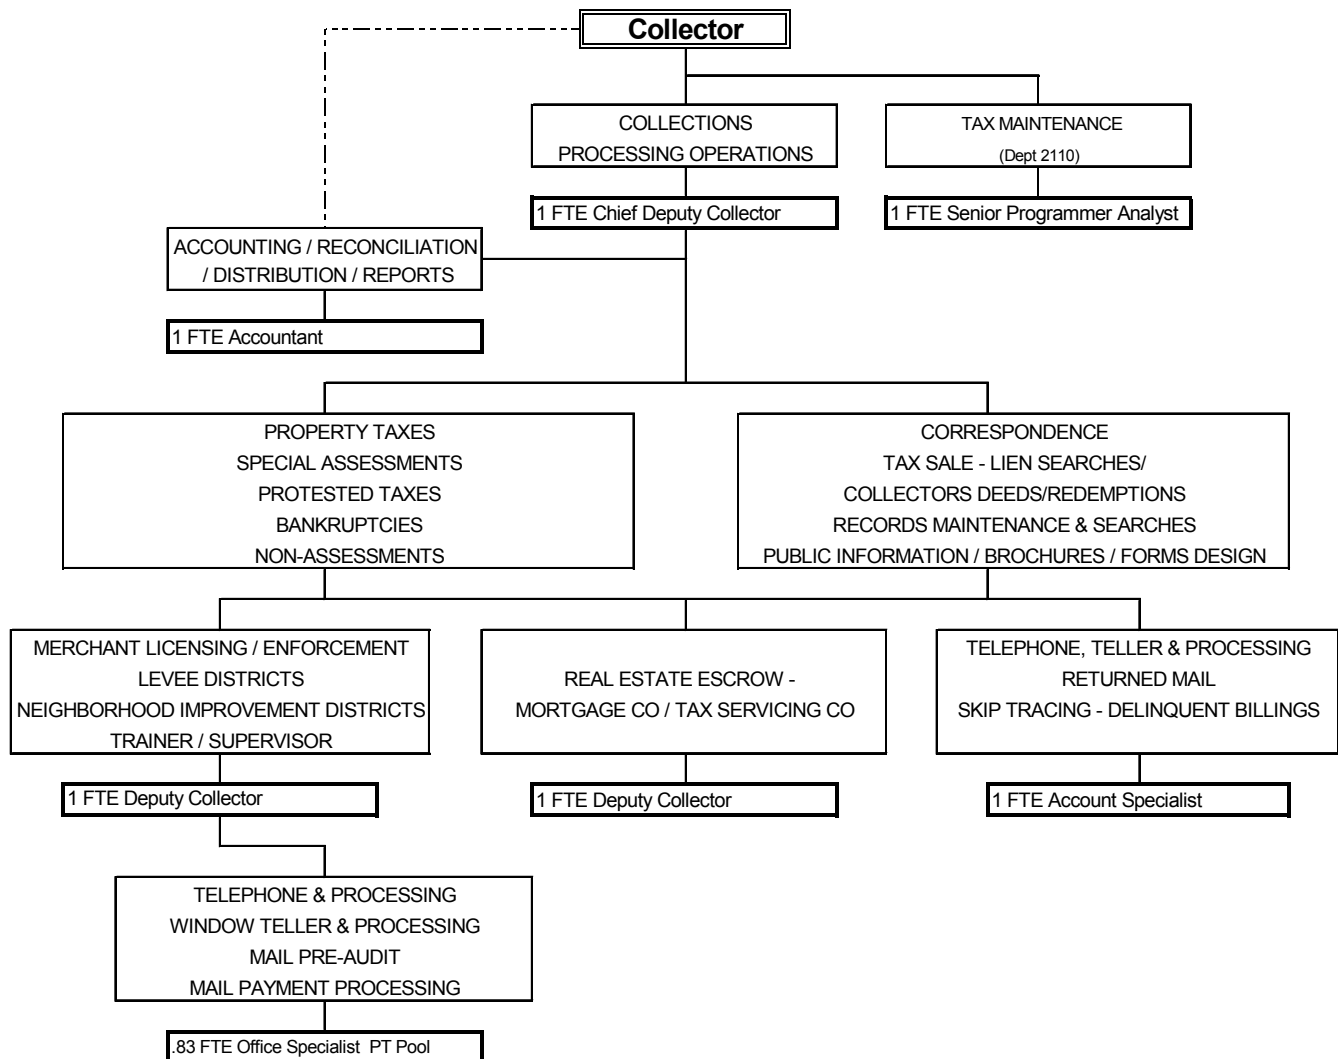 Collector
COLLECTIONS
PROCESSING OPERATIONS
TAX MAINTENANCE
(Dept 2110)
1 FTE Chief Deputy Collector
1 FTE Senior Programmer Analyst
ACCOUNTING / RECONCILIATION
/ DISTRIBUTION / REPORTS
1 FTE Accountant
PROPERTY TAXES
SPECIAL ASSESSMENTS
PROTESTED TAXES
BANKRUPTCIES
NON-ASSESSMENTS
CORRESPONDENCE
TAX SALE - LIEN SEARCHES/
COLLECTORS DEEDS/REDEMPTIONS
RECORDS MAINTENANCE & SEARCHES
PUBLIC INFORMATION / BROCHURES / FORMS DESIGN
MERCHANT LICENSING / ENFORCEMENT
LEVEE DISTRICTS
NEIGHBORHOOD IMPROVEMENT DISTRICTS
TRAINER / SUPERVISOR
REAL ESTATE ESCROW -
MORTGAGE CO / TAX SERVICING CO
TELEPHONE, TELLER & PROCESSING
RETURNED MAIL
SKIP TRACING - DELINQUENT BILLINGS
1 FTE Deputy Collector
1 FTE Deputy Collector
1 FTE Account Specialist
TELEPHONE & PROCESSING
WINDOW TELLER & PROCESSING
MAIL PRE-AUDIT
MAIL PAYMENT PROCESSING
.83 FTE Office Specialist  PT Pool